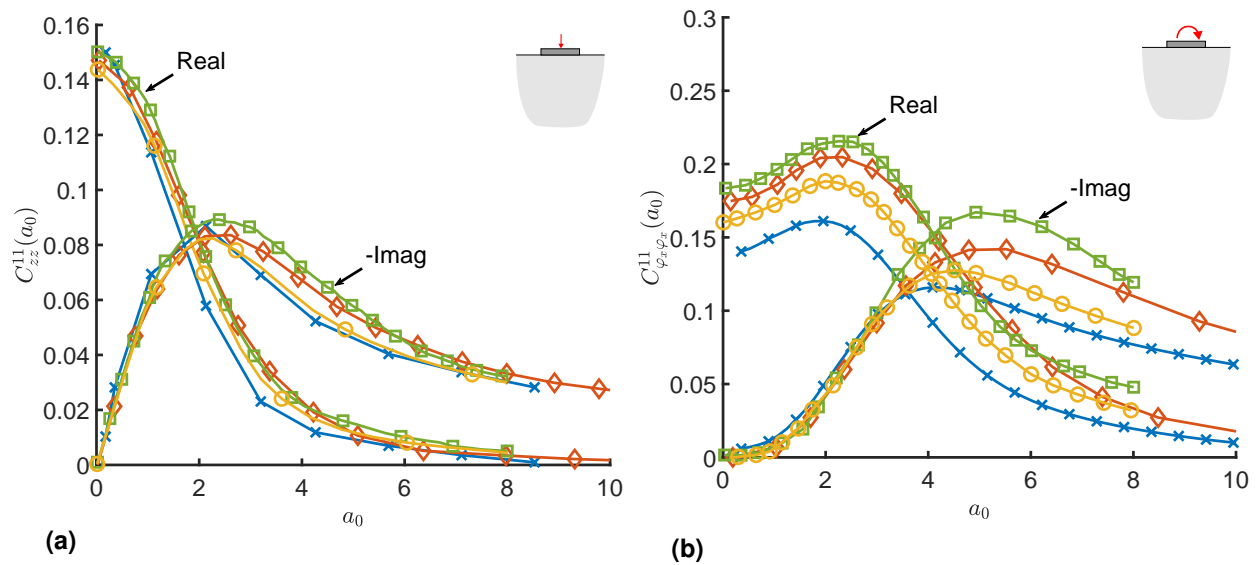 0.16
0.14
0.12
0.1
0.08
0.06
0.04
0.02
0
C_{zz}^{11}(a_0)
Real
-Imag
0 2 4 6 8 10
a_0
(a)
0.3
0.25
0.2
0.15
0.1
0.05
0
C_{φ_xφ_x}^{11}(a_0)
Real
-Imag
0 2 4 6 8 10
a_0
(b)